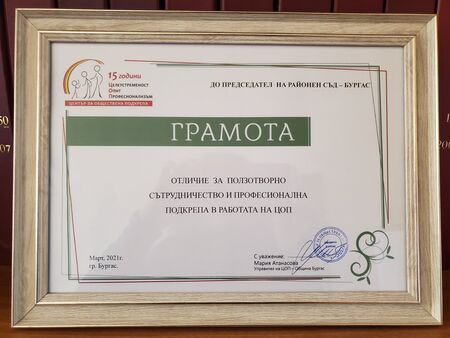 15 години
Целеустременост
Опит
Професионализъм
ЦЕНТЪР ЗА ОБЩЕСТВЕНА ПОДКРЕПА
ДО ПРЕДСЕДАТЕЛ НА РАЙОНЕН СЪД – БУРГАС
ГРАМОТА
ОТЛИЧИЕ ЗА ПОЛЗОТВОРНО
СЪТРУДНИЧЕСТВО И ПРОФЕСИОНАЛНА
ПОДКРЕПА В РАБОТАТА НА ЦОП
Март, 2021г.
гр. Бургас.
С уважение:
Мария Атанасова
Управител на ЦОП – Община Бургас